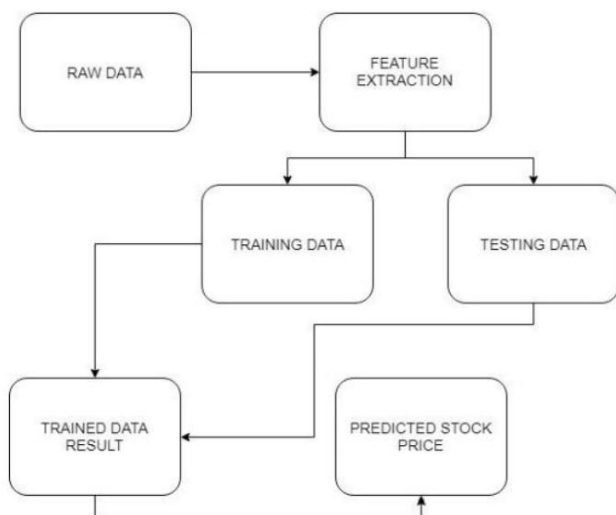 RAW DATA
FEATURE
EXTRACTION
TRAINING DATA
TESTING DATA
TRAINED DATA
RESULT
PREDICTED STOCK
PRICE